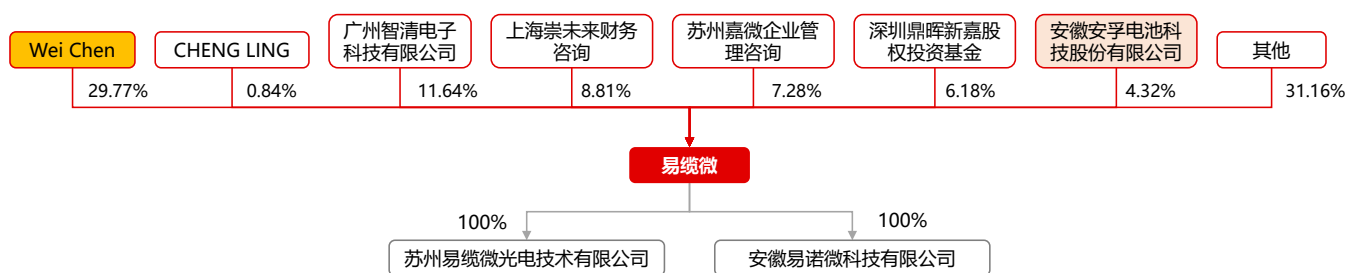 Wei Chen
CHENG LING
广州智清电子
科技有限公司
上海崇未来财务
咨询
苏州嘉微企业管
理咨询
深圳鼎晖新嘉股
权投资基金
安徽安孚电池科
技股份有限公司
其他
29.77%
0.84%
11.64%
8.81%
7.28%
6.18%
4.32%
31.16%
易缆微
100%
100%
苏州易缆微光电技术有限公司
安徽易诺微科技有限公司